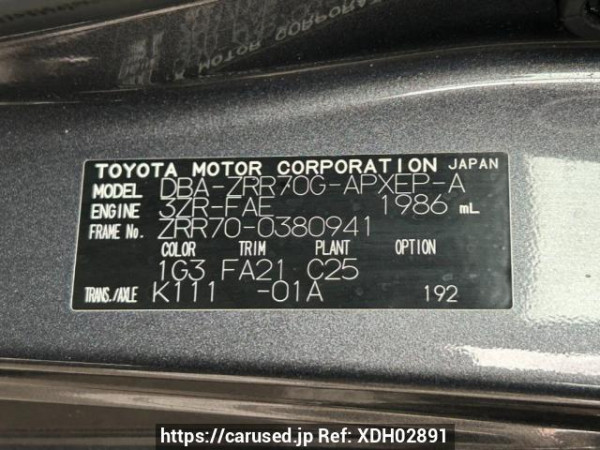 TOYOTA MOTOR CORPORATION JAPAN
MODEL DBA-ZRR70G-APXEP-A
ENGINE 3ZR-FAE 1986 mL
FRAME No. ZRR70-0380941
COLOR TRIM PLANT OPTION
1G3 FA21 C25
TRANS./AXLE K111 -01A 192
https://carused.jp Ref: XDH02891